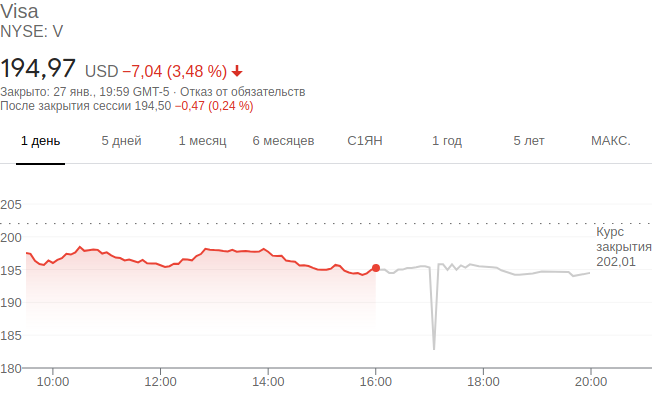 Visa
NYSE: V
194,97 USD −7,04 (3,48 %)
Закрыто: 27 янв., 19:59 GMT-5 · Отказ от обязательств
После закрытия сессии 194,50 −0,47 (0,24 %)
1 день 5 дней 1 месяц 6 месяцев С1ЯН 1 год 5 лет МАКС.
205
200
Курс
закрытия
202,01
195
190
185
180
10:00 12:00 14:00 16:00 18:00 20:00